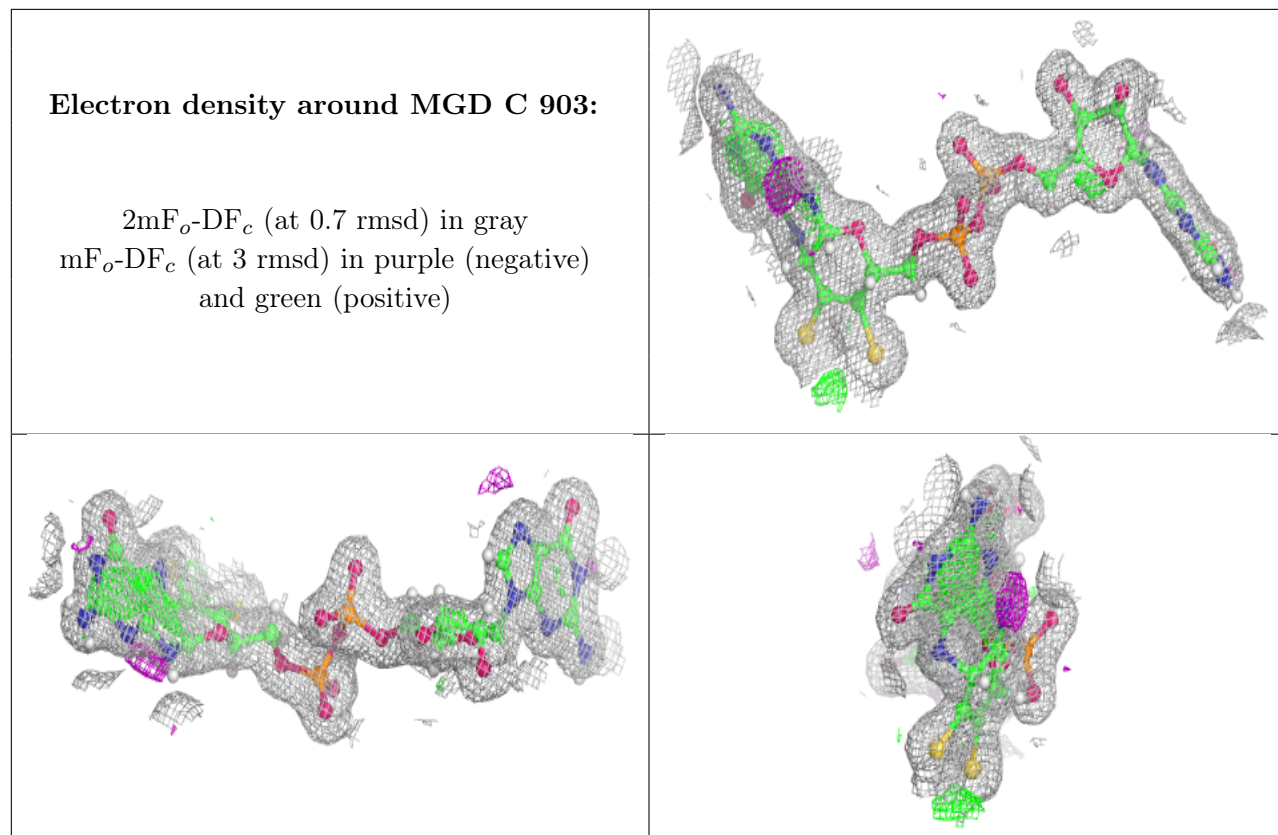 Electron density around MGD C 903:
2mFo-DFc (at 0.7 rmsd) in gray
mFo-DFc (at 3 rmsd) in purple (negative)
and green (positive)